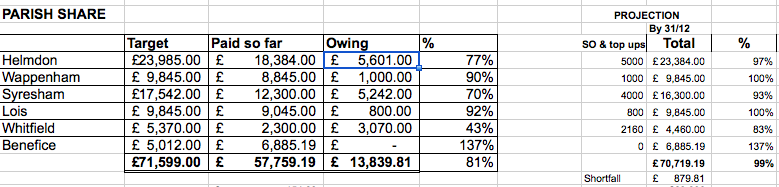 PARISH SHARE PROJECTION
By 31/12
Target Paid so far Owing % SO & top ups Total %
Helmdon £23,985.00 £ 18,384.00 £ 5,601.00 77% 5000 £23,384.00 97%
Wappenham £ 9,845.00 £ 8,845.00 £ 1,000.00 90% 1000 £ 9,845.00 100%
Syresham £17,542.00 £ 12,300.00 £ 5,242.00 70% 4000 £16,300.00 93%
Lois £ 9,845.00 £ 9,045.00 £ 800.00 92% 800 £ 9,845.00 100%
Whitfield £ 5,370.00 £ 2,300.00 £ 3,070.00 43% 2160 £ 4,460.00 83%
Benefice £ 5,012.00 £ 6,885.19 £ - 137% 0 £ 6,885.19 137%
£71,599.00 £ 57,759.19 £ 13,839.81 81% £70,719.19 99%
Shortfall £ 879.81